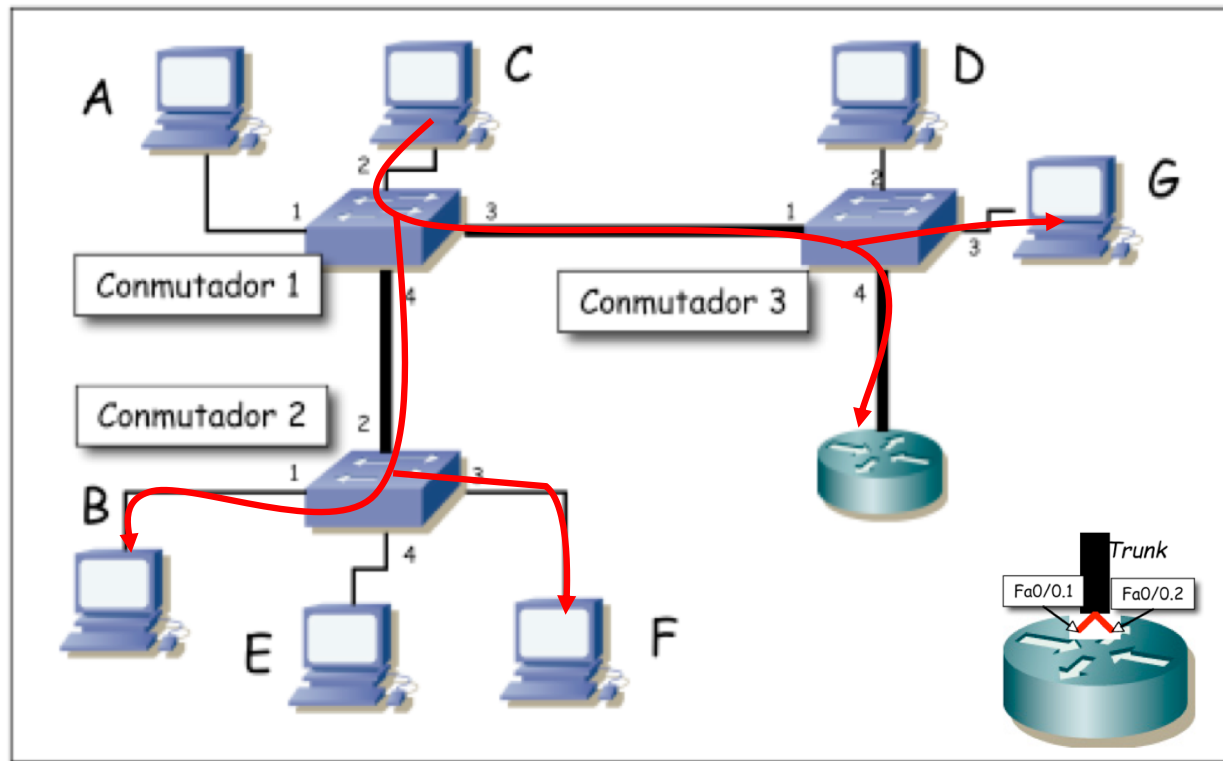 A
C
D
G
2
2
1
3
1
3
Conmutador 1
4
Conmutador 3
4
Conmutador 2
2
1
3
B
4
E
F
Trunk
Fa0/0.1
Fa0/0.2